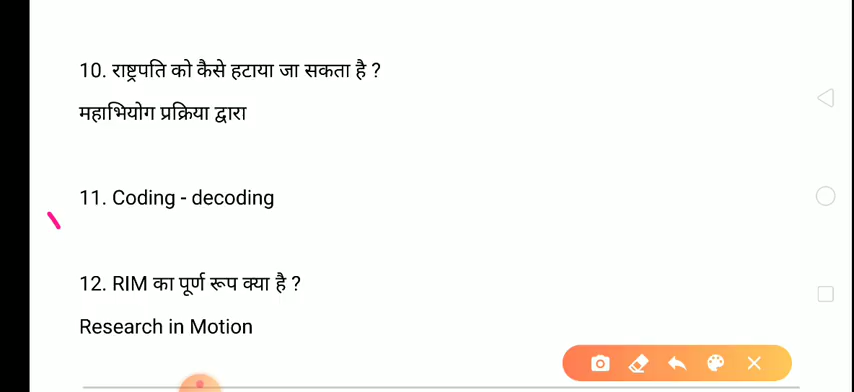 10. राष्ट्रपति को कैसे हटाया जा सकता है ?
महाभियोग प्रक्रिया द्वारा
11. Coding - decoding
12. RIM का पूर्ण रूप क्या है ?
Research in Motion